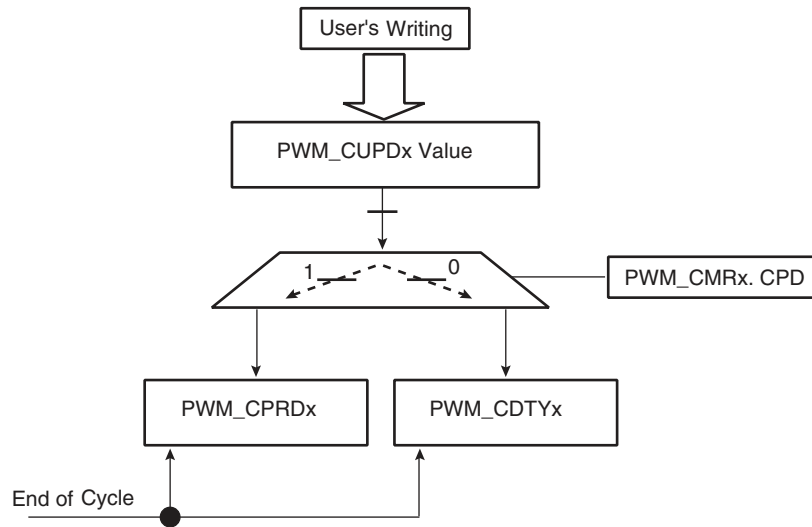 User's Writing
PWM_CUPDx Value
1
0
PWM_CMRx. CPD
PWM_CPRDx
PWM_CDTYx
End of Cycle